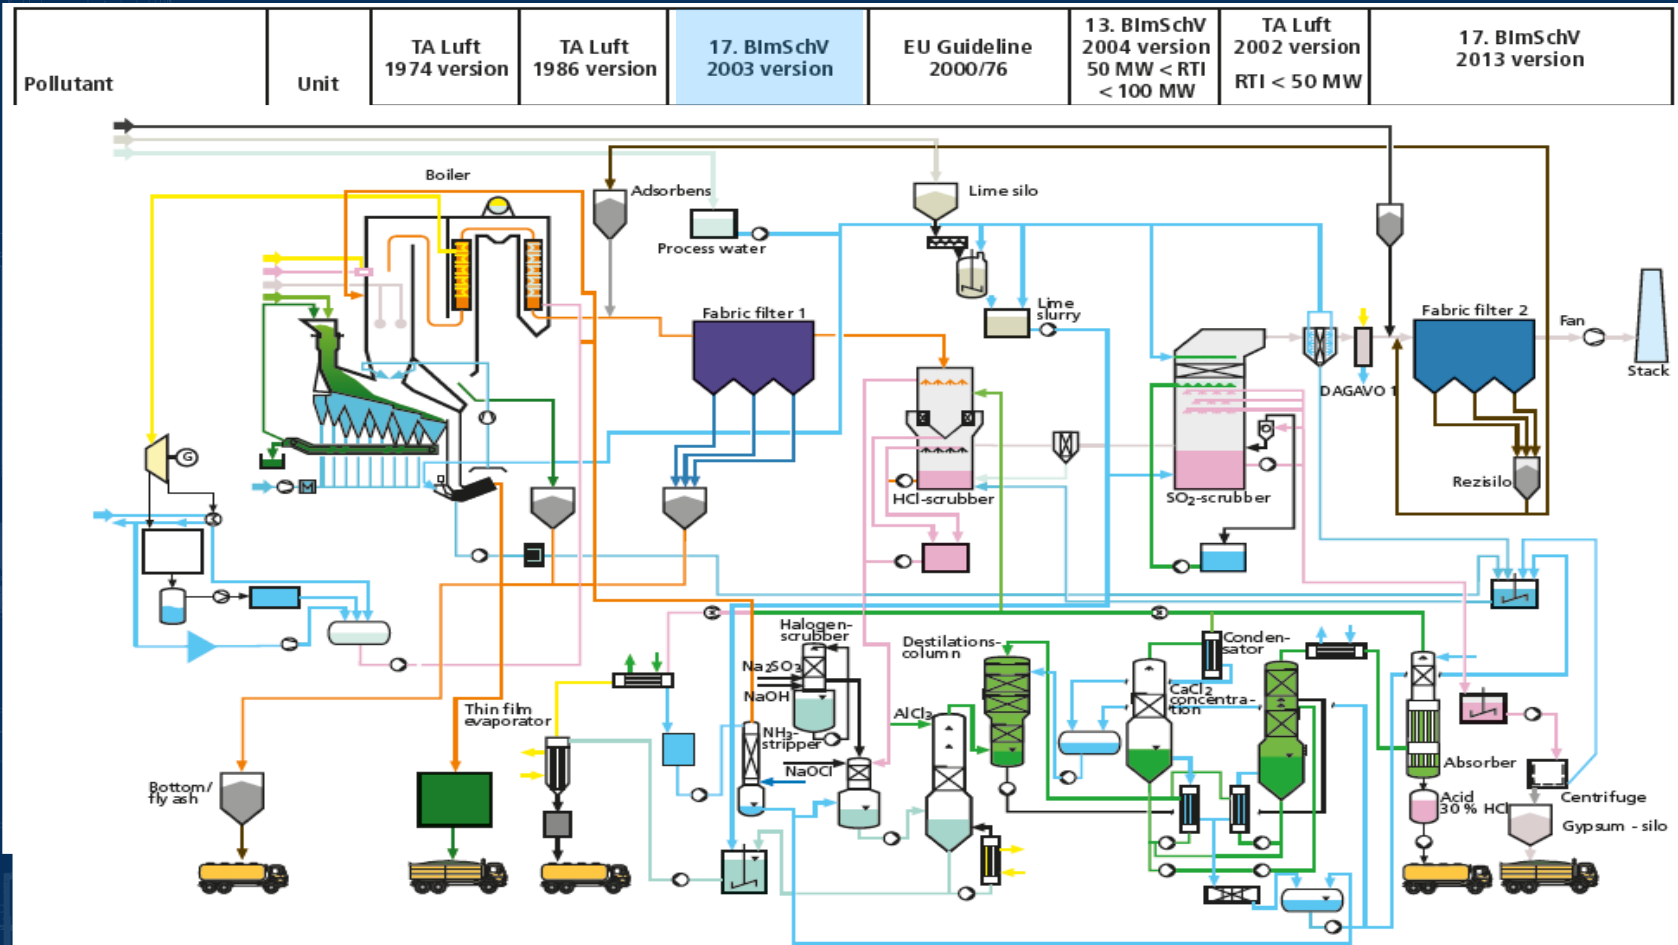 Pollutant
Unit
TA Luft
1974 version
TA Luft
1986 version
17. BImSchV
2003 version
EU Guideline
2000/76
13. BImSchV
2004 version
50 MW < RTI
< 100 MW
TA Luft
2002 version
RTI < 50 MW
17. BImSchV
2013 version
Boiler
Adsorbens
Process water
Lime silo
Lime
slurry
Fabric filter 1
Fabric filter 2
Fan
Stack
DAGAVO 1
Rezisilo
HCl-scrubber
SO₂-scrubber
G
M
Halogen-
scrubber
Na₂SO₃
NaOH
NH₃-
stripper
NaOCl
AlCl₃
Destilations-
column
Conden-
sator
CaCl₂
concentra-
tion
Thin film
evaporator
Bottom/
fly ash
Absorber
Acid
30 % HCl
Centrifuge
Gypsum - silo